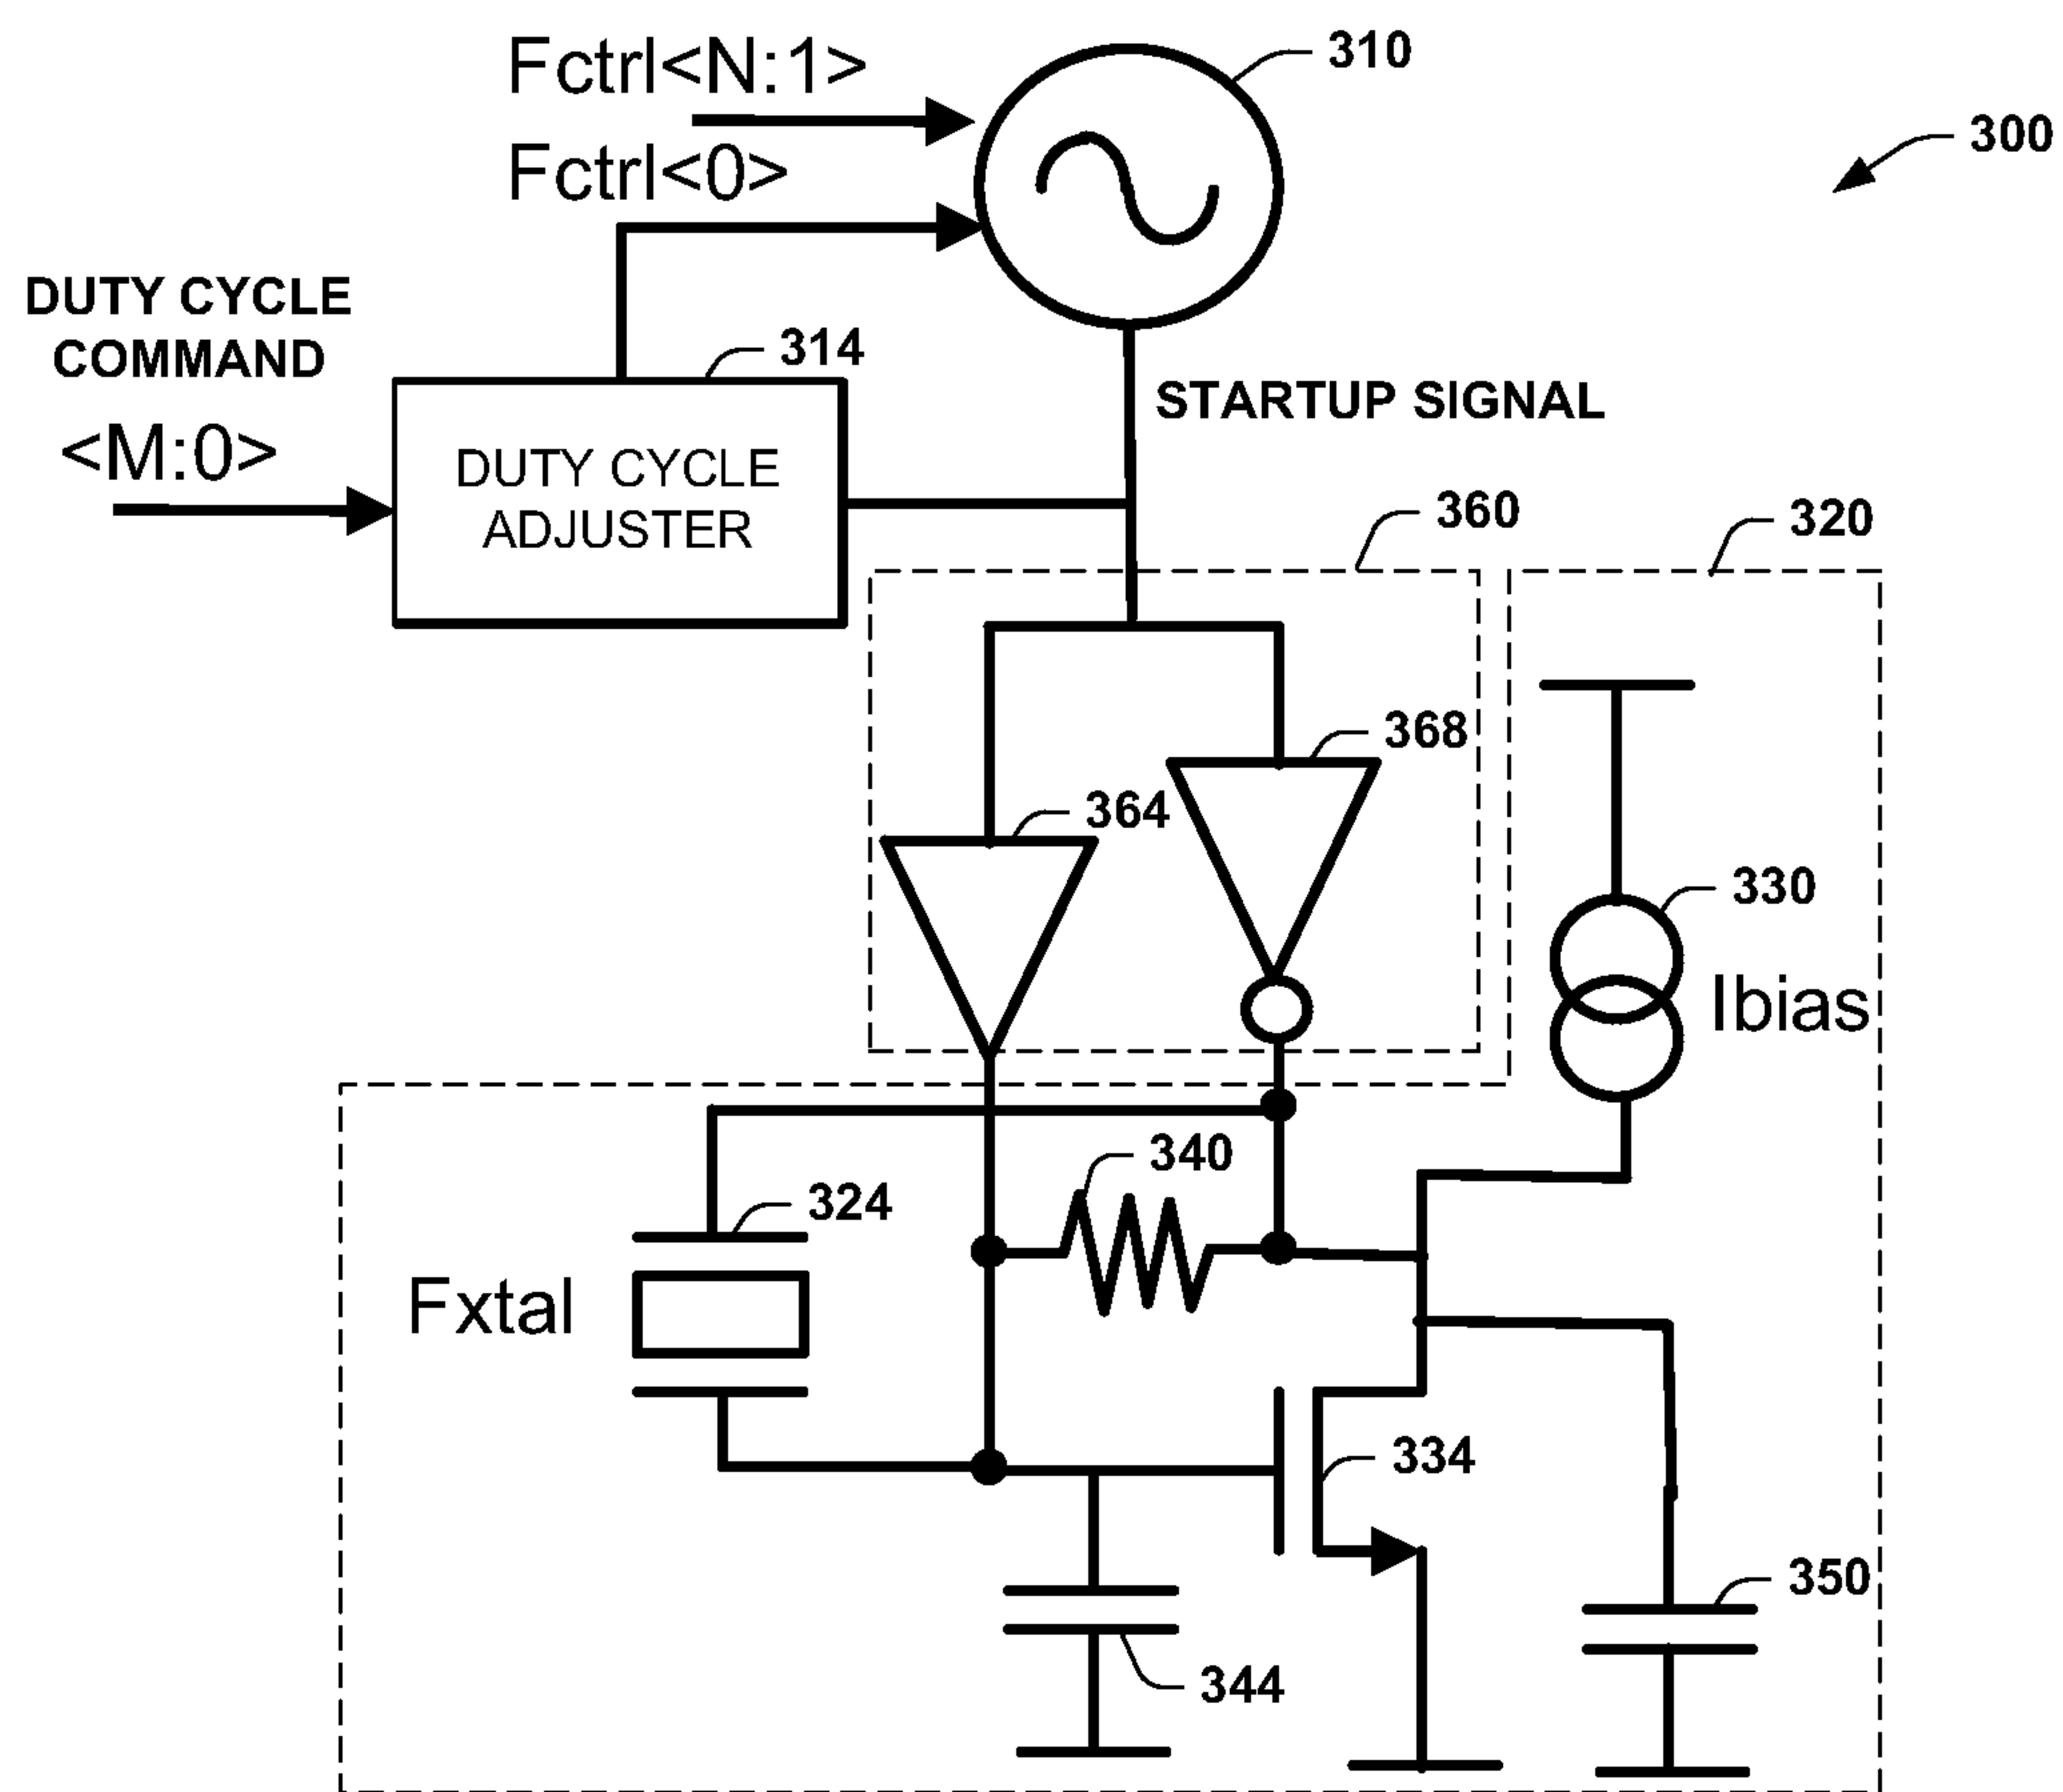 Fctrl<N:1>
310
300
Fctrl<0>
DUTY CYCLE
COMMAND
314
<M:0>
STARTUP SIGNAL
DUTY CYCLE
ADJUSTER
360
320
368
364
330
Ibias
340
324
Fxtal
334
350
344